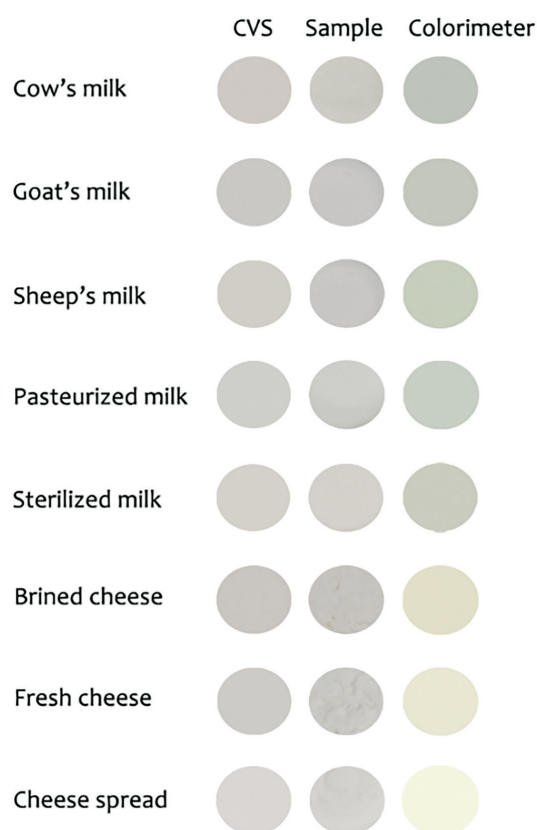 CVS Sample Colorimeter
Cow's milk
Goat's milk
Sheep's milk
Pasteurized milk
Sterilized milk
Brined cheese
Fresh cheese
Cheese spread